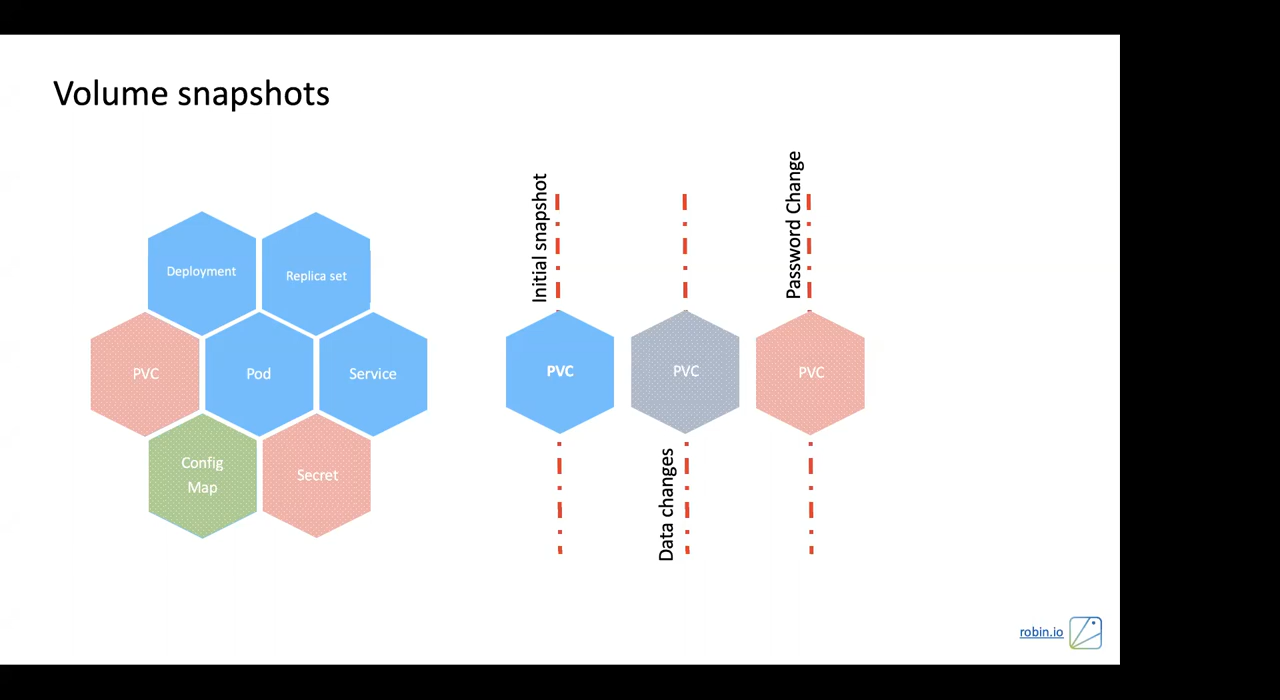 Volume snapshots
Deployment
Replica set
PVC
Pod
Service
Config
Map
Secret
Initial snapshot
Password Change
PVC
PVC
PVC
Data changes
robin.io